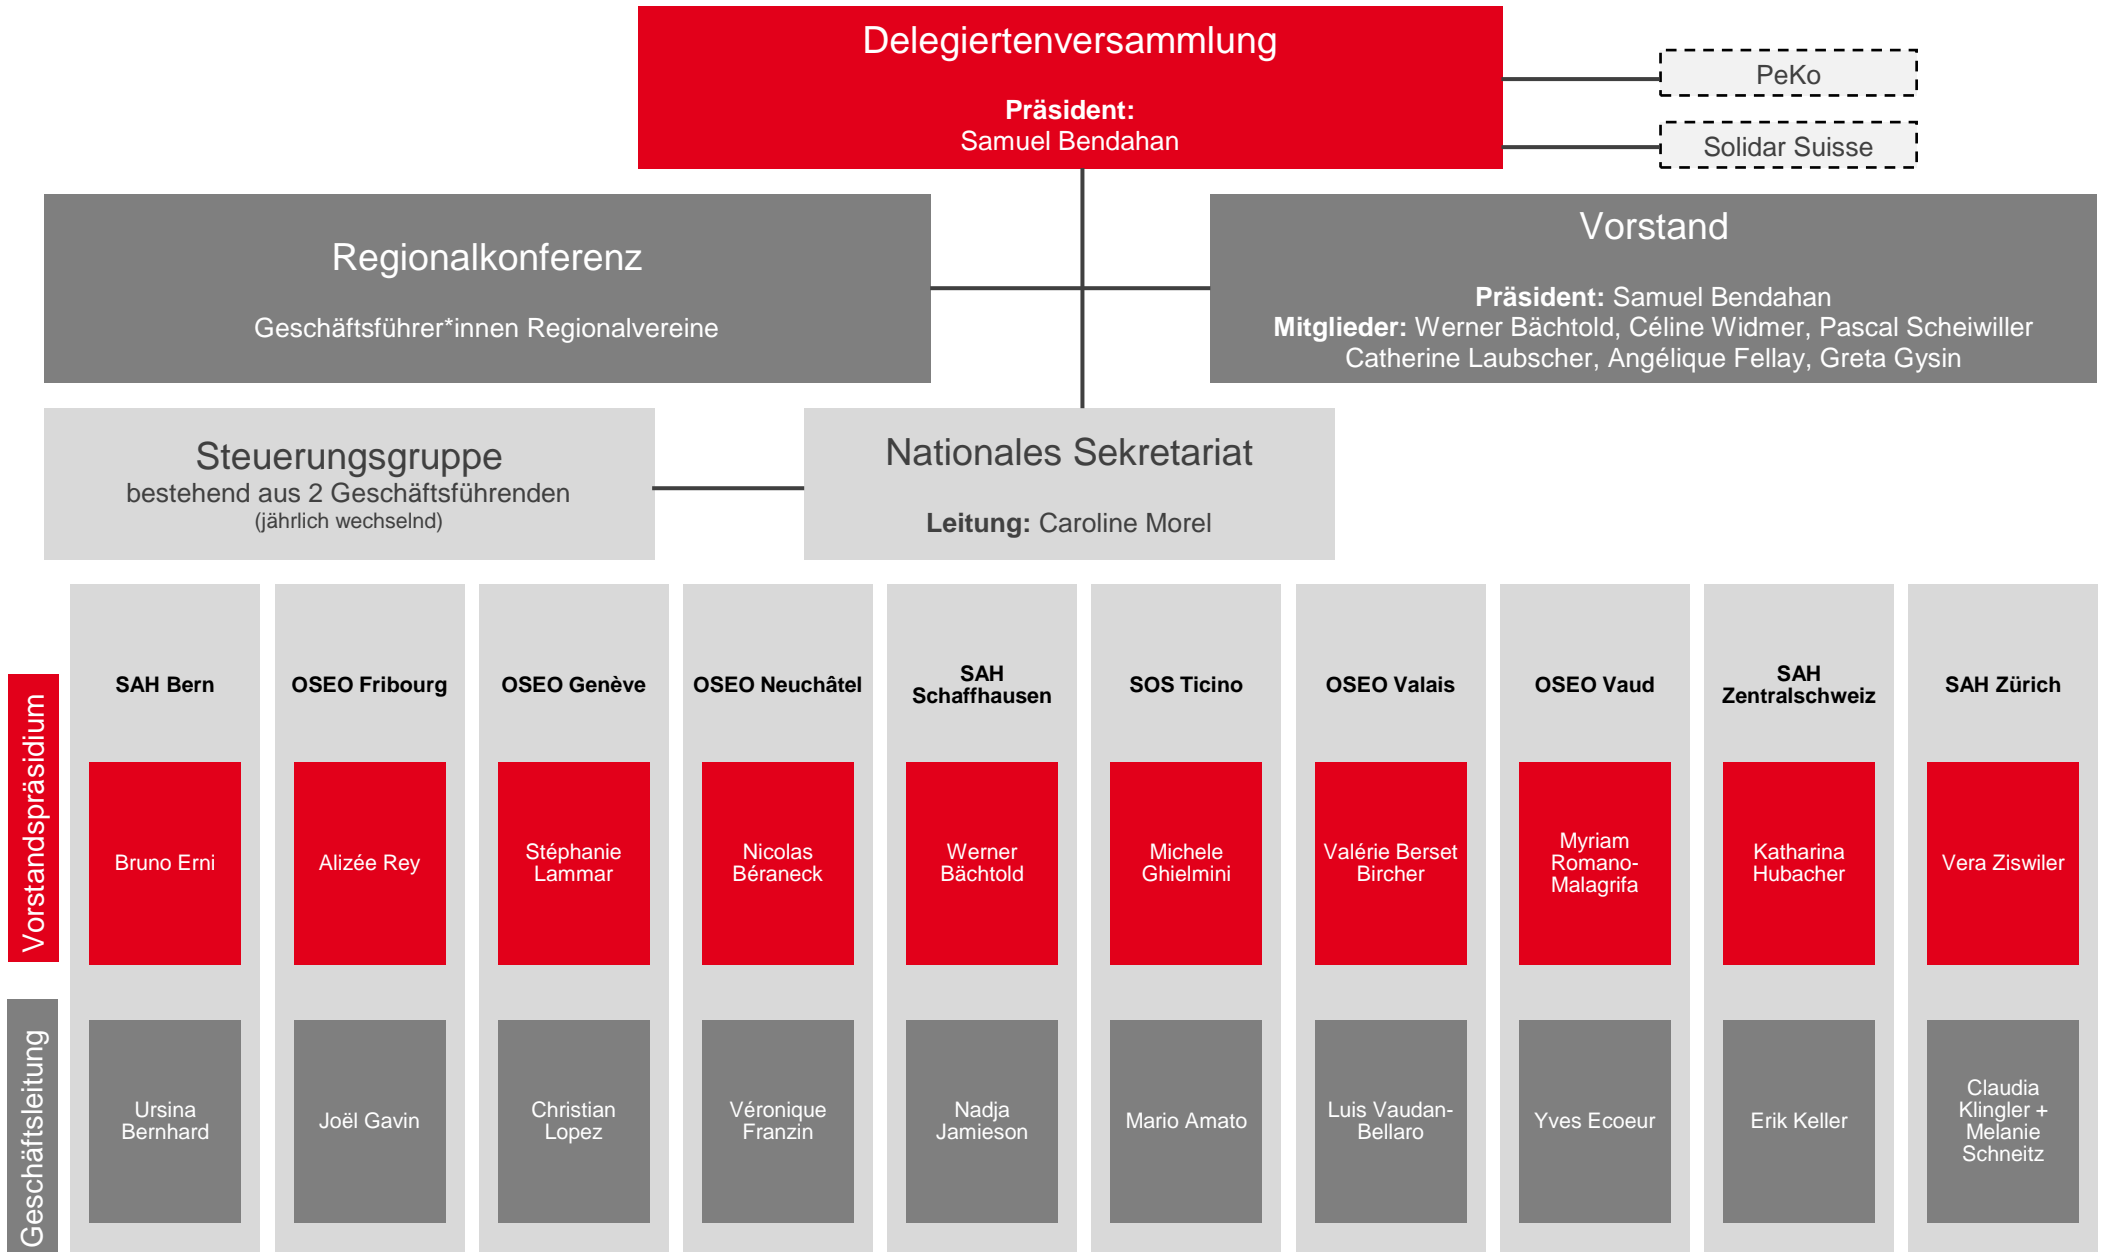 Delegiertenversammlung
Präsident:
Samuel Bendahan
PeKo
Solidar Suisse
Regionalkonferenz
Geschäftsführer*innen Regionalvereine
Vorstand
Präsident: Samuel Bendahan
Mitglieder: Werner Bächtold, Céline Widmer, Pascal Scheiwiller
Catherine Laubscher, Angélique Fellay, Greta Gysin
Steuerungsgruppe
bestehend aus 2 Geschäftsführenden
(jährlich wechselnd)
Nationales Sekretariat
Leitung: Caroline Morel
SAH Bern
OSEO Fribourg
OSEO Genève
OSEO Neuchâtel
SAH
Schaffhausen
SOS Ticino
OSEO Valais
OSEO Vaud
SAH
Zentralschweiz
SAH Zürich
Vorstandspräsidium
Bruno Erni
Alizée Rey
Stéphanie
Lammar
Nicolas
Béraneck
Werner
Bächtold
Michele
Ghielmini
Valérie Berset
Bircher
Myriam
Romano-
Malagrifa
Katharina
Hubacher
Vera Ziswiler
Geschäftsleitung
Ursina
Bernhard
Joël Gavin
Christian
Lopez
Véronique
Franzin
Nadja
Jamieson
Mario Amato
Luis Vaudan-
Bellaro
Yves Ecoeur
Erik Keller
Claudia
Klingler +
Melanie
Schneitz